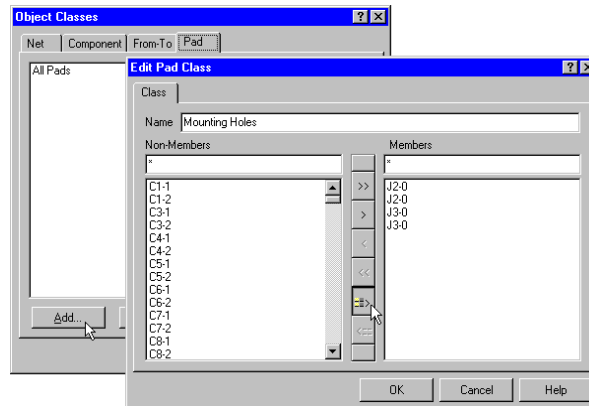 Object Classes
Net Component From-To Pad
All Pads
Add...
Edit Pad Class
Class
Name Mounting Holes
Non-Members Members
* *
>>
>
<
<<
C1-1 J2-0
C1-2 J2-0
C3-1 J3-0
C3-2 J3-0
C4-1
C4-2
C5-1
C5-2
C6-1
C6-2
C7-1
C7-2
C8-1
C8-2
OK Cancel Help